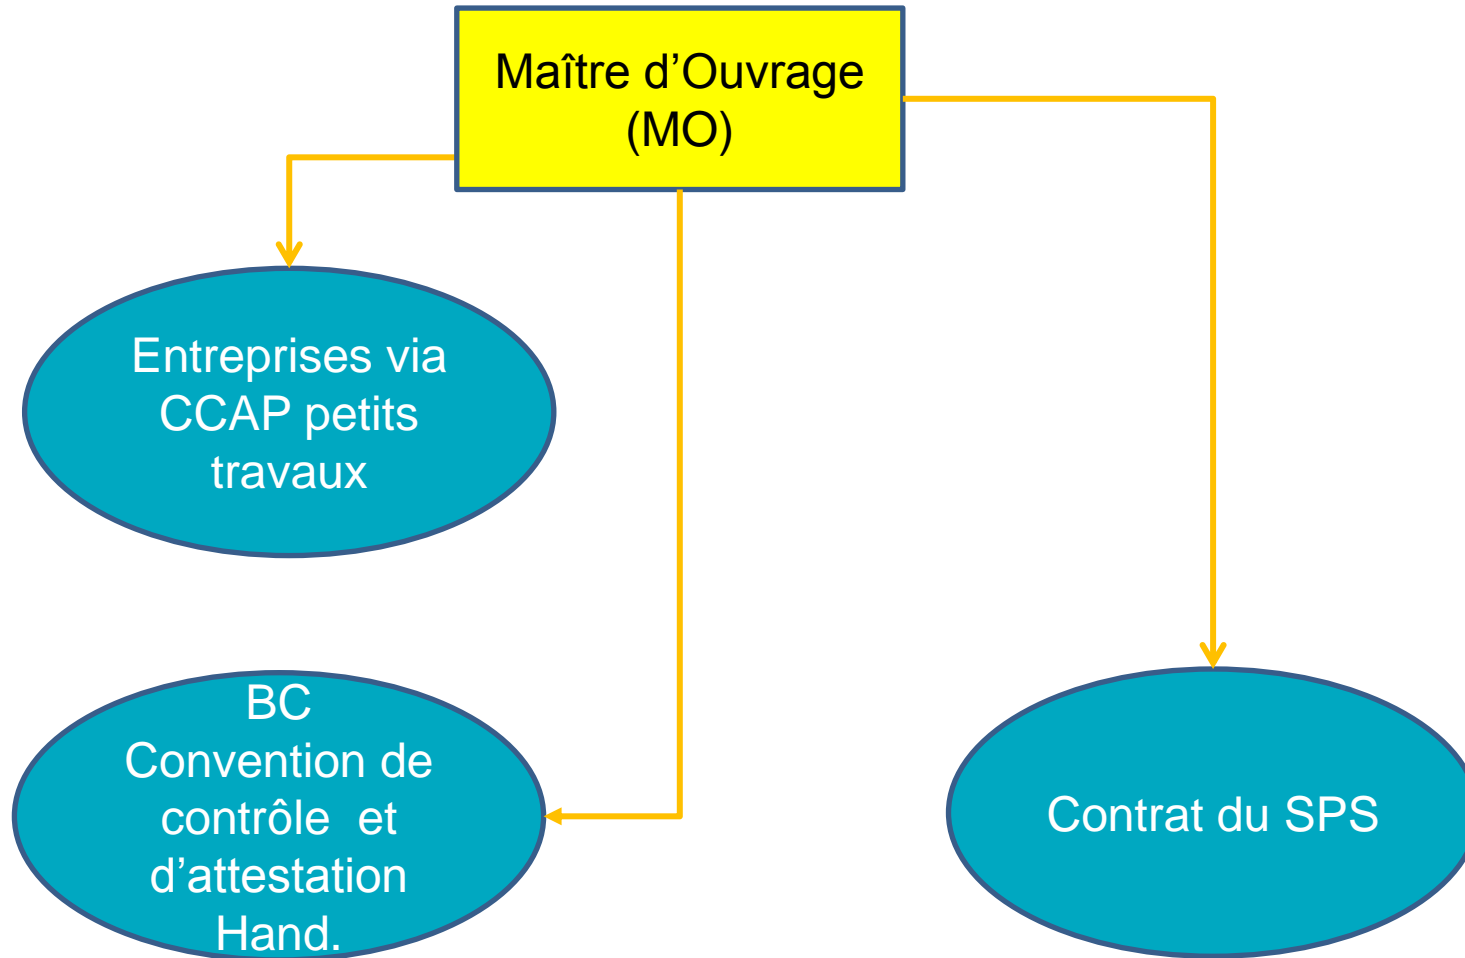 Maître d’Ouvrage
(MO)
Entreprises via
CCAP petits
travaux
BC
Convention de
contrôle  et
d’attestation
Hand.
Contrat du SPS